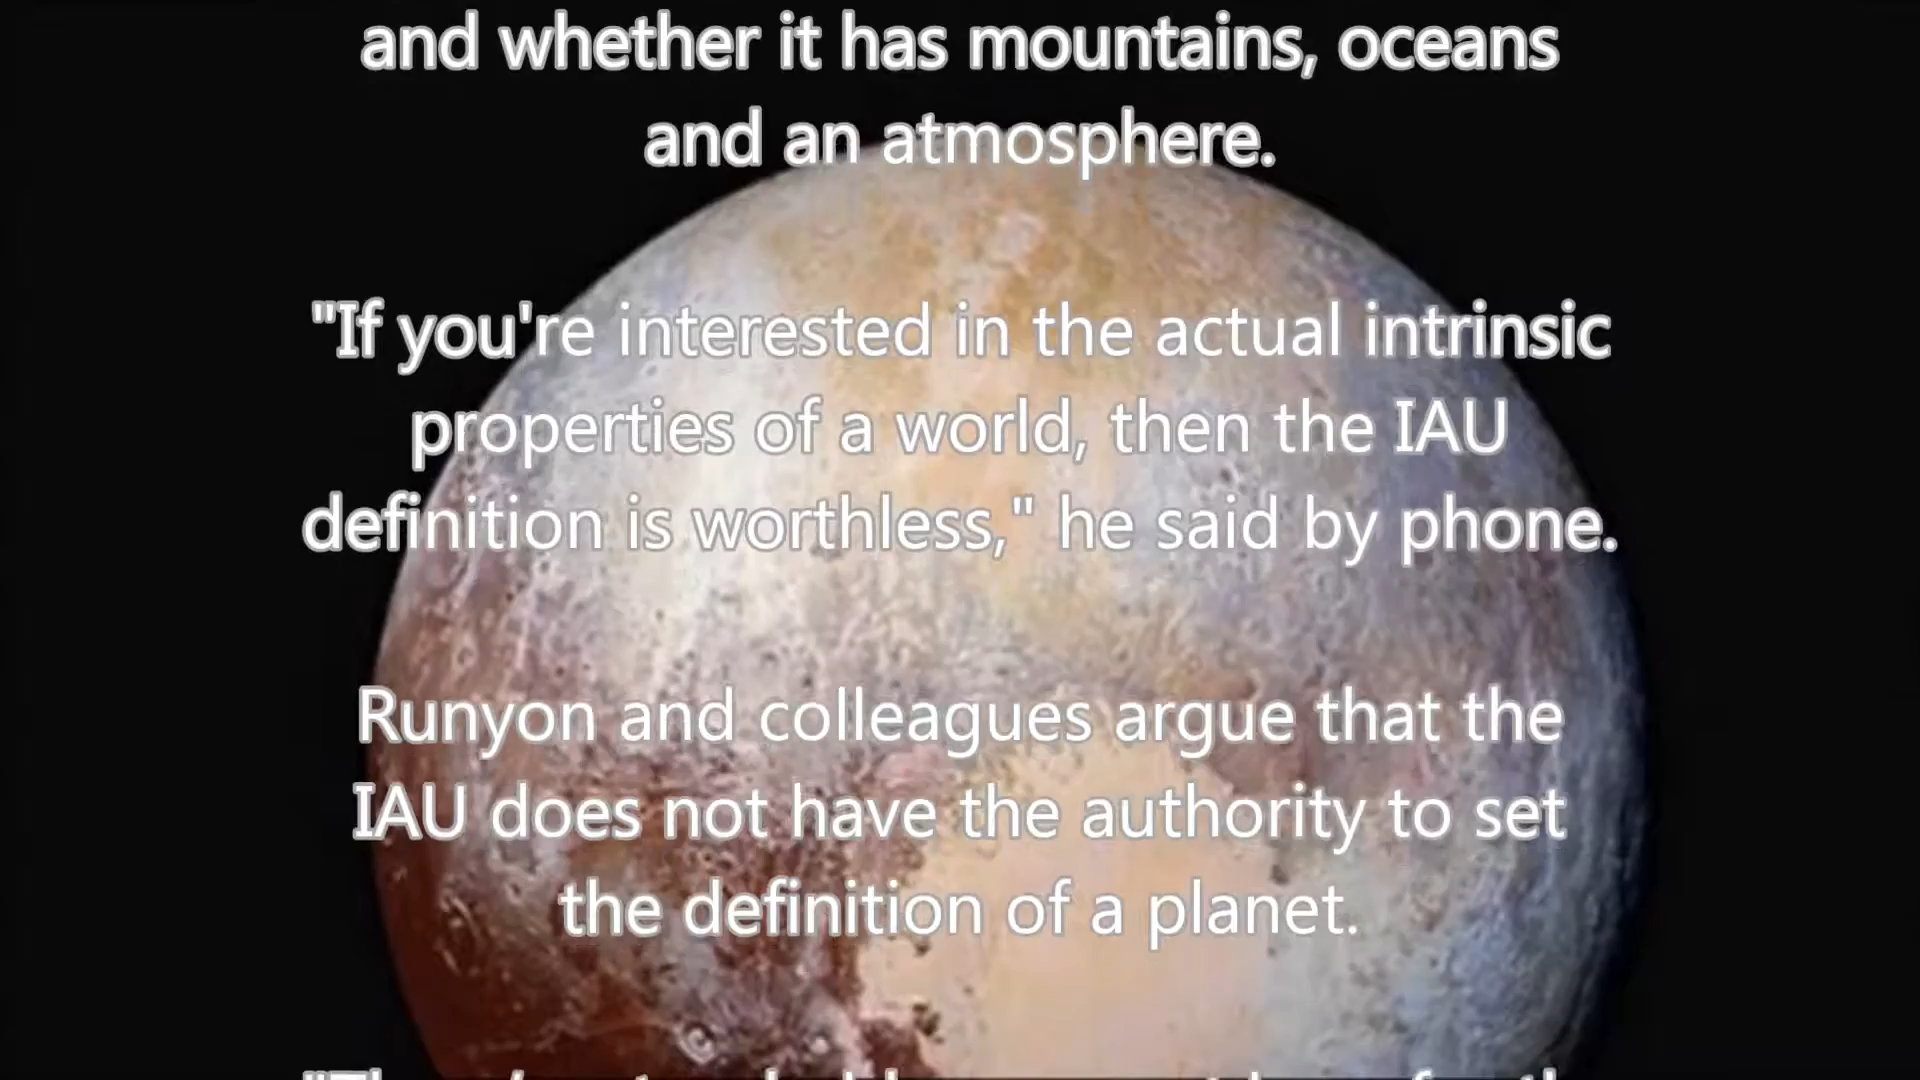 and whether it has mountains, oceans
and an atmosphere.
"If you're interested in the actual intrinsic
properties of a world, then the IAU
definition is worthless," he said by phone.
Runyon and colleagues argue that the
IAU does not have the authority to set
the definition of a planet.